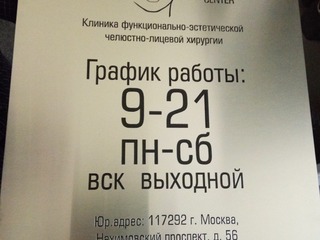 CENTER
Клиника функционально-эстетической
челюстно-лицевой хирургии
График работы:
9-21
пн-сб
вск выходной
Юр.адрес: 117292 г. Москва,
Нахимовский проспект, д. 56